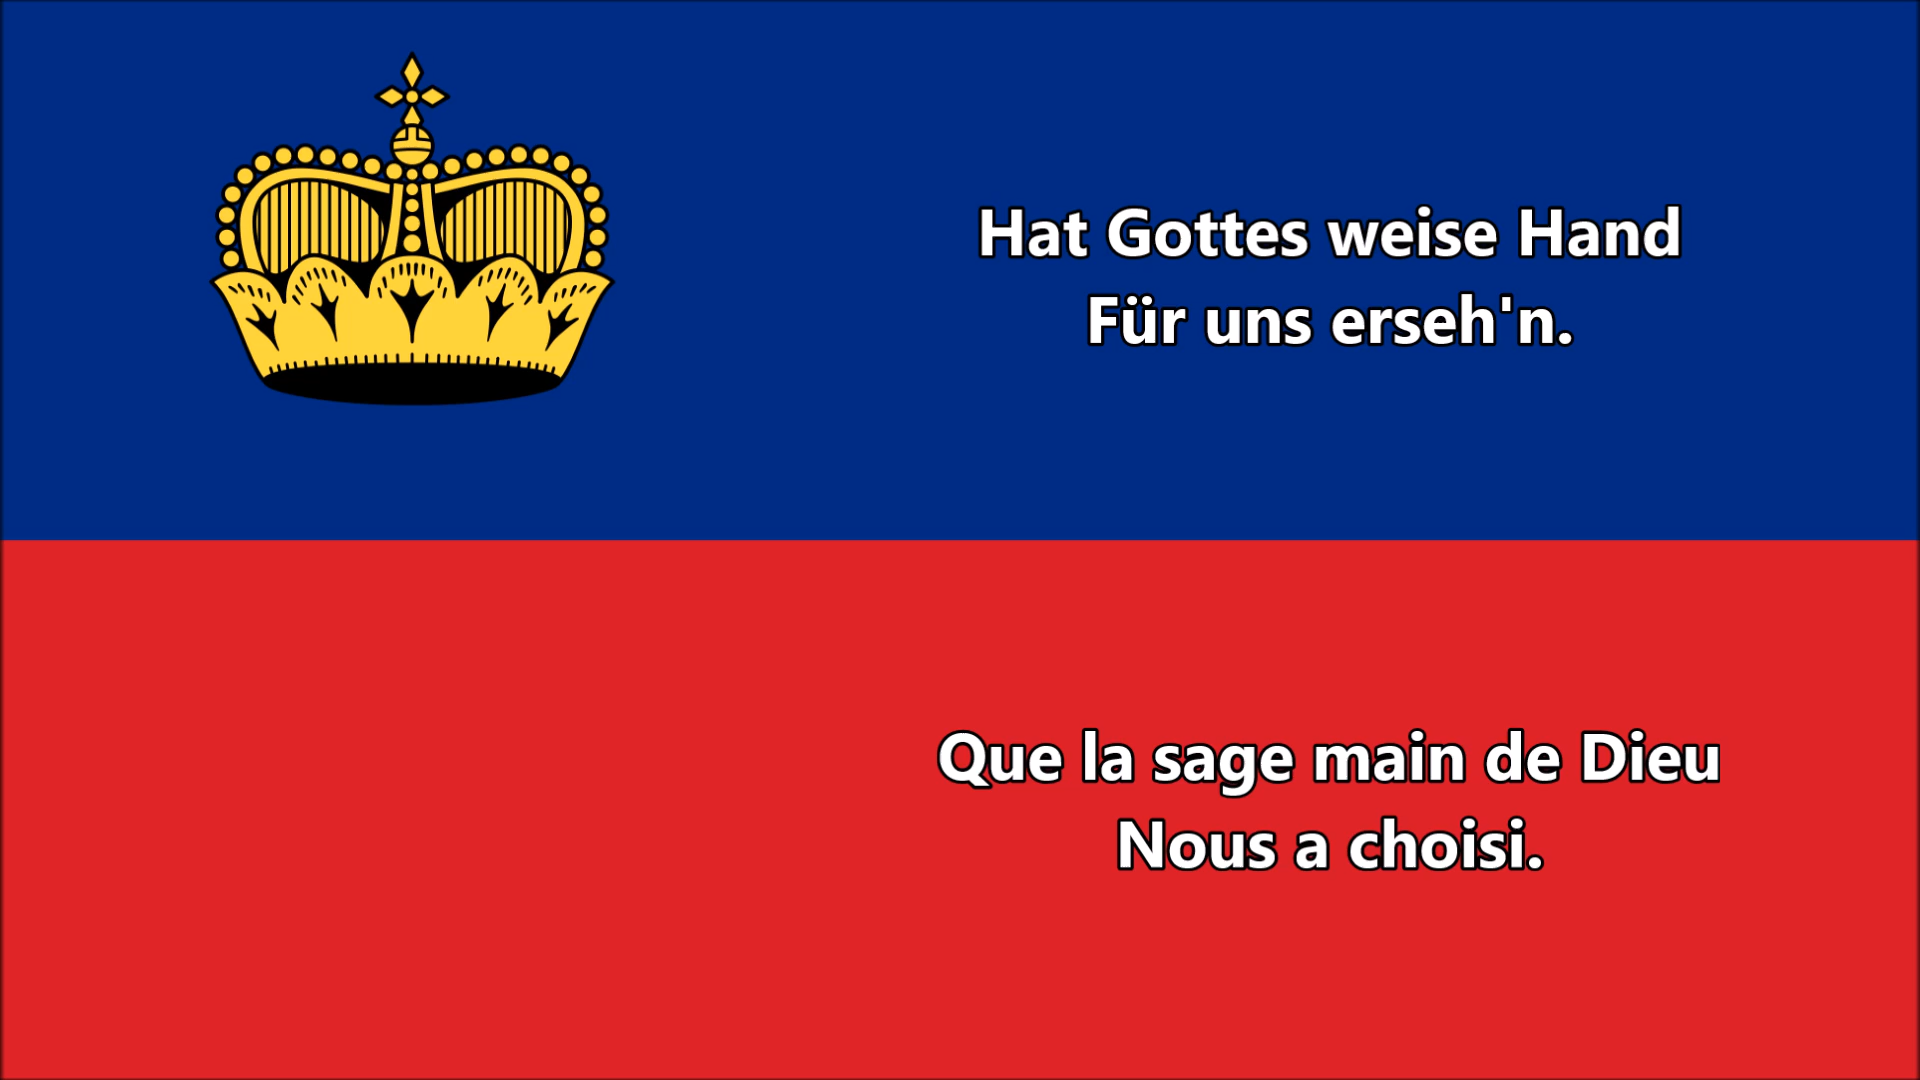 Hat Gottes weise Hand
Für uns erseh'n.
Que la sage main de Dieu
Nous a choisi.